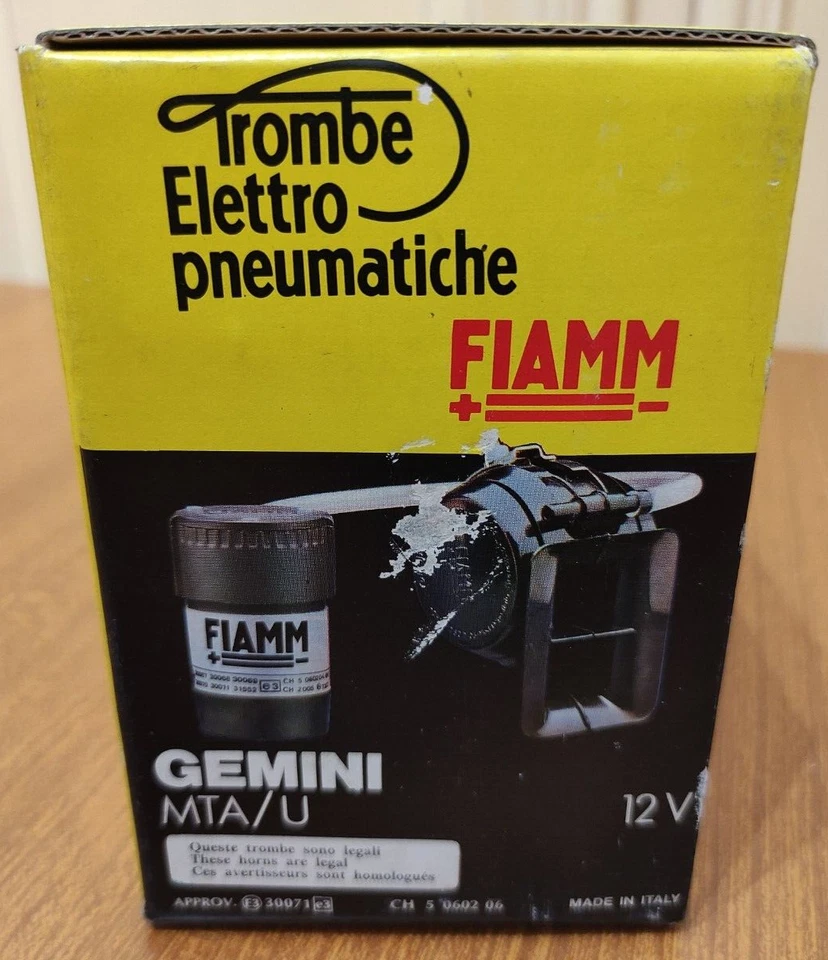 Trombe
Elettro
pneumatiche
FIAMM
FIAMM
GEMINI
MTA/U
12 V
Queste trombe sono legali
These horns are legal
Ces avertisseurs sont homologués
APPROV. E3 30071 e3 CH 5 0602 06 MADE IN ITALY